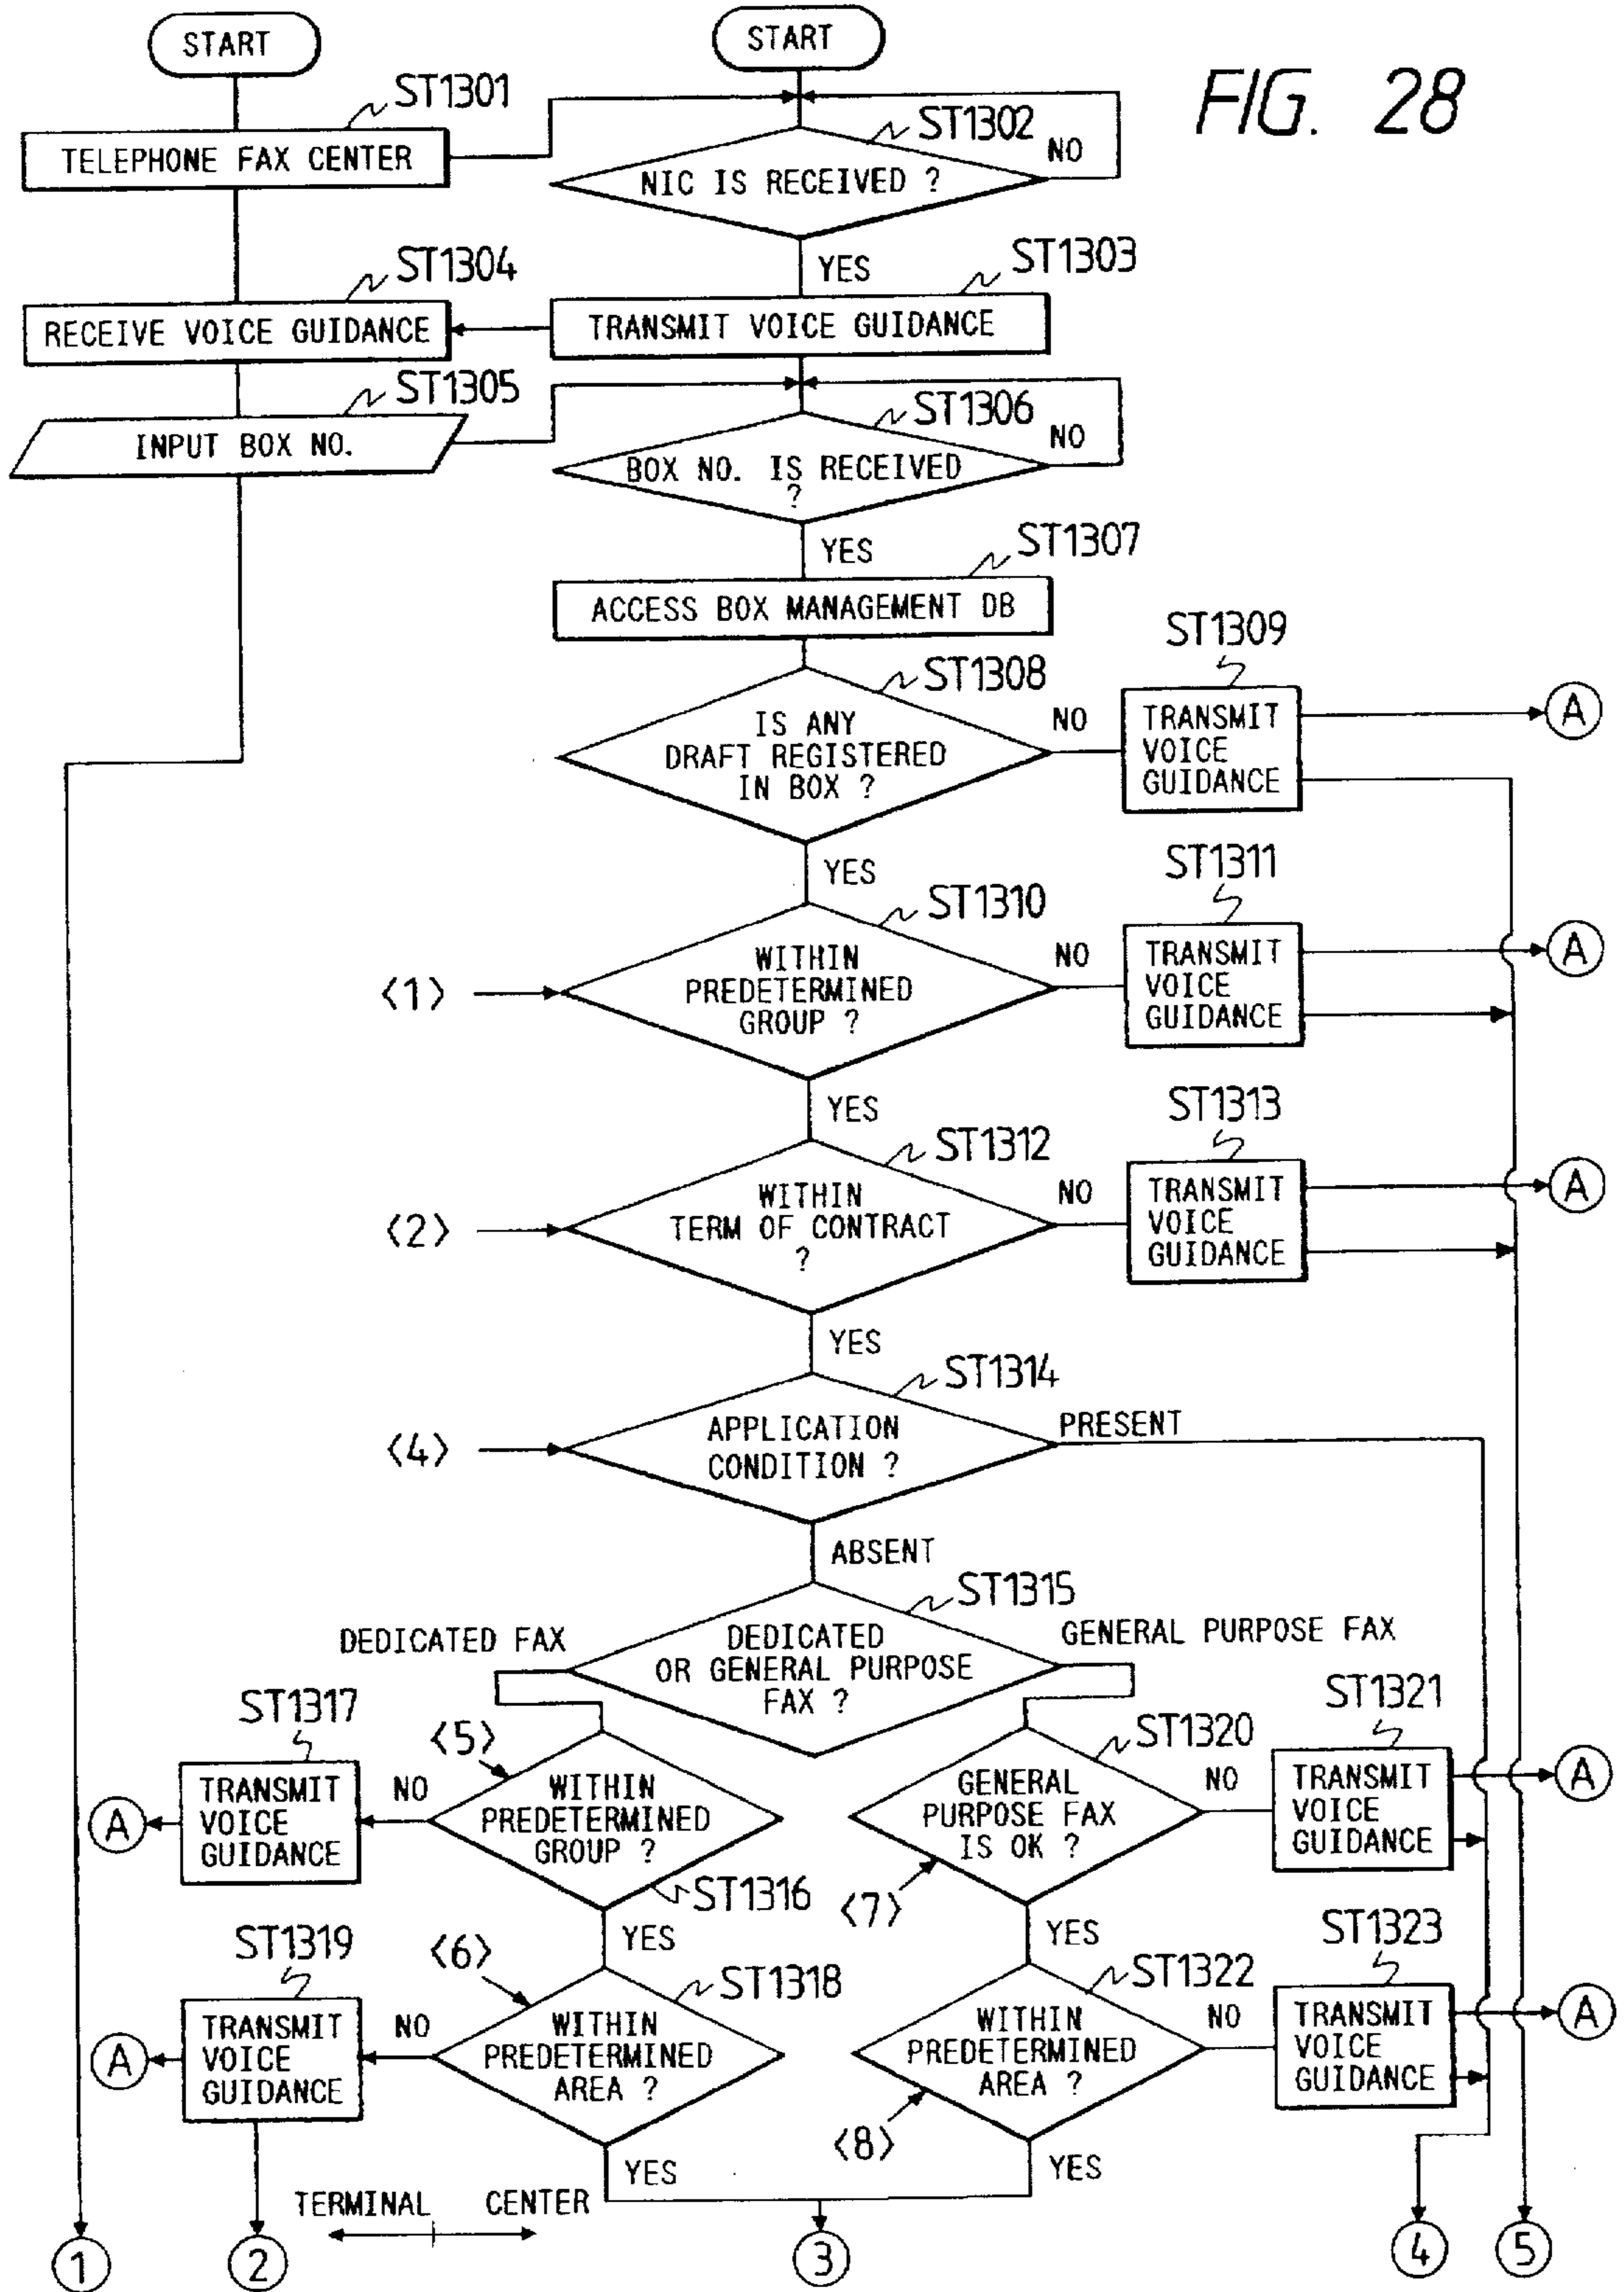 FIG. 28
START
START
ST1301
TELEPHONE FAX CENTER
ST1302
NIC IS RECEIVED ?
NO
YES
ST1304
RECEIVE VOICE GUIDANCE
ST1303
TRANSMIT VOICE GUIDANCE
ST1305
INPUT BOX NO.
ST1306
BOX NO. IS RECEIVED
?
NO
YES
ST1307
ACCESS BOX MANAGEMENT DB
ST1308
IS ANY
DRAFT REGISTERED
IN BOX ?
NO
ST1309
TRANSMIT
VOICE
GUIDANCE
A
YES
<1>
ST1310
WITHIN
PREDETERMINED
GROUP ?
NO
ST1311
TRANSMIT
VOICE
GUIDANCE
A
YES
<2>
ST1312
WITHIN
TERM OF CONTRACT
?
NO
ST1313
TRANSMIT
VOICE
GUIDANCE
A
YES
<4>
ST1314
APPLICATION
CONDITION ?
PRESENT
ABSENT
ST1315
DEDICATED FAX
DEDICATED
OR GENERAL PURPOSE
FAX ?
GENERAL PURPOSE FAX
ST1317
TRANSMIT
VOICE
GUIDANCE
A
NO
<5>
WITHIN
PREDETERMINED
GROUP ?
ST1316
YES
ST1320
GENERAL
PURPOSE FAX
IS OK ?
<7>
NO
ST1321
TRANSMIT
VOICE
GUIDANCE
A
YES
ST1319
TRANSMIT
VOICE
GUIDANCE
A
NO
<6>
ST1318
WITHIN
PREDETERMINED
AREA ?
YES
ST1322
WITHIN
PREDETERMINED
AREA ?
<8>
NO
ST1323
TRANSMIT
VOICE
GUIDANCE
A
YES
TERMINAL CENTER
1
2
3
4
5